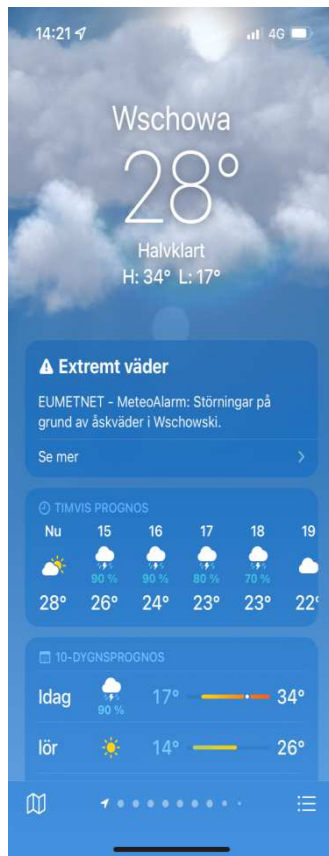 14:21 4G
Wschowa
28°
Halvklart
H: 34° L: 17°
Extremt väder
EUMETNET - MeteoAlarm: Störningar på
grund av åskväder i Wschowski.
Se mer
TIMVIS PROGNOS
Nu 15 16 17 18 19
90 % 90 % 80 % 70 %
28° 26° 24° 23° 23° 22°
10-DYGNSPROGNOS
Idag 17° 34°
90 %
lör 14° 26°